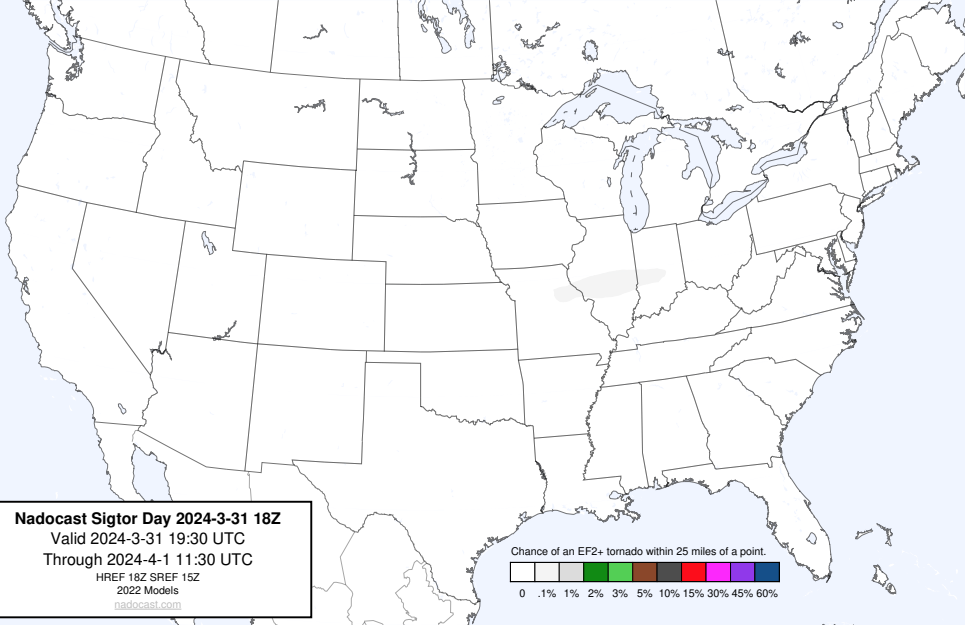 Nadocast Sigtor Day 2024-3-31 18Z
Valid 2024-3-31 19:30 UTC
Through 2024-4-1 11:30 UTC
HREF 18Z SREF 15Z
2022 Models
nadocast.com
Chance of an EF2+ tornado within 25 miles of a point.
0 .1% 1% 2% 3% 5% 10% 15% 30% 45% 60%